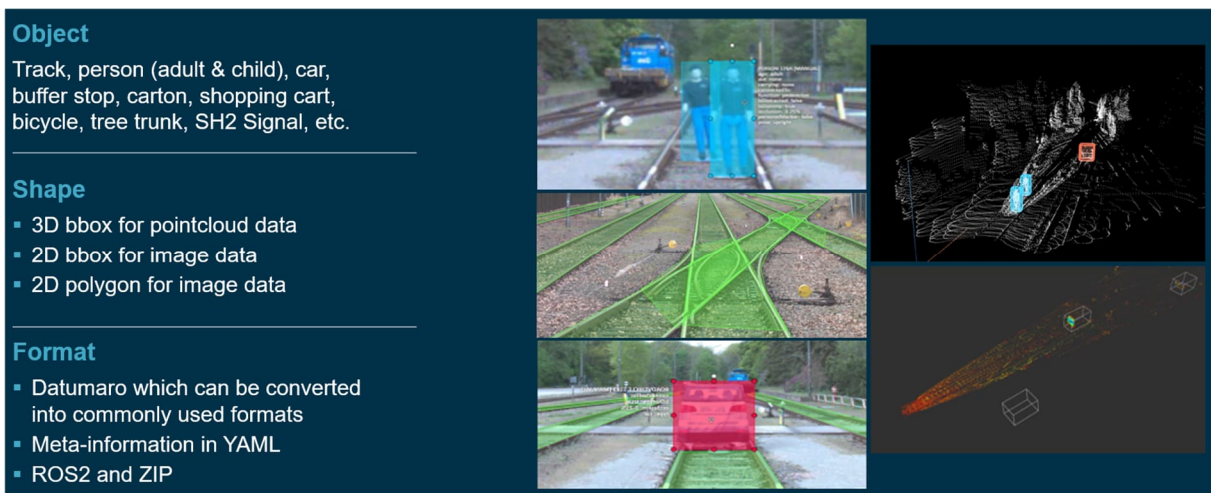 Object
Track, person (adult & child), car,
buffer stop, carton, shopping cart,
bicycle, tree trunk, SH2 Signal, etc.
Shape
▪ 3D bbox for pointcloud data
▪ 2D bbox for image data
▪ 2D polygon for image data
Format
▪ Datumaro which can be converted
into commonly used formats
▪ Meta-information in YAML
▪ ROS2 and ZIP